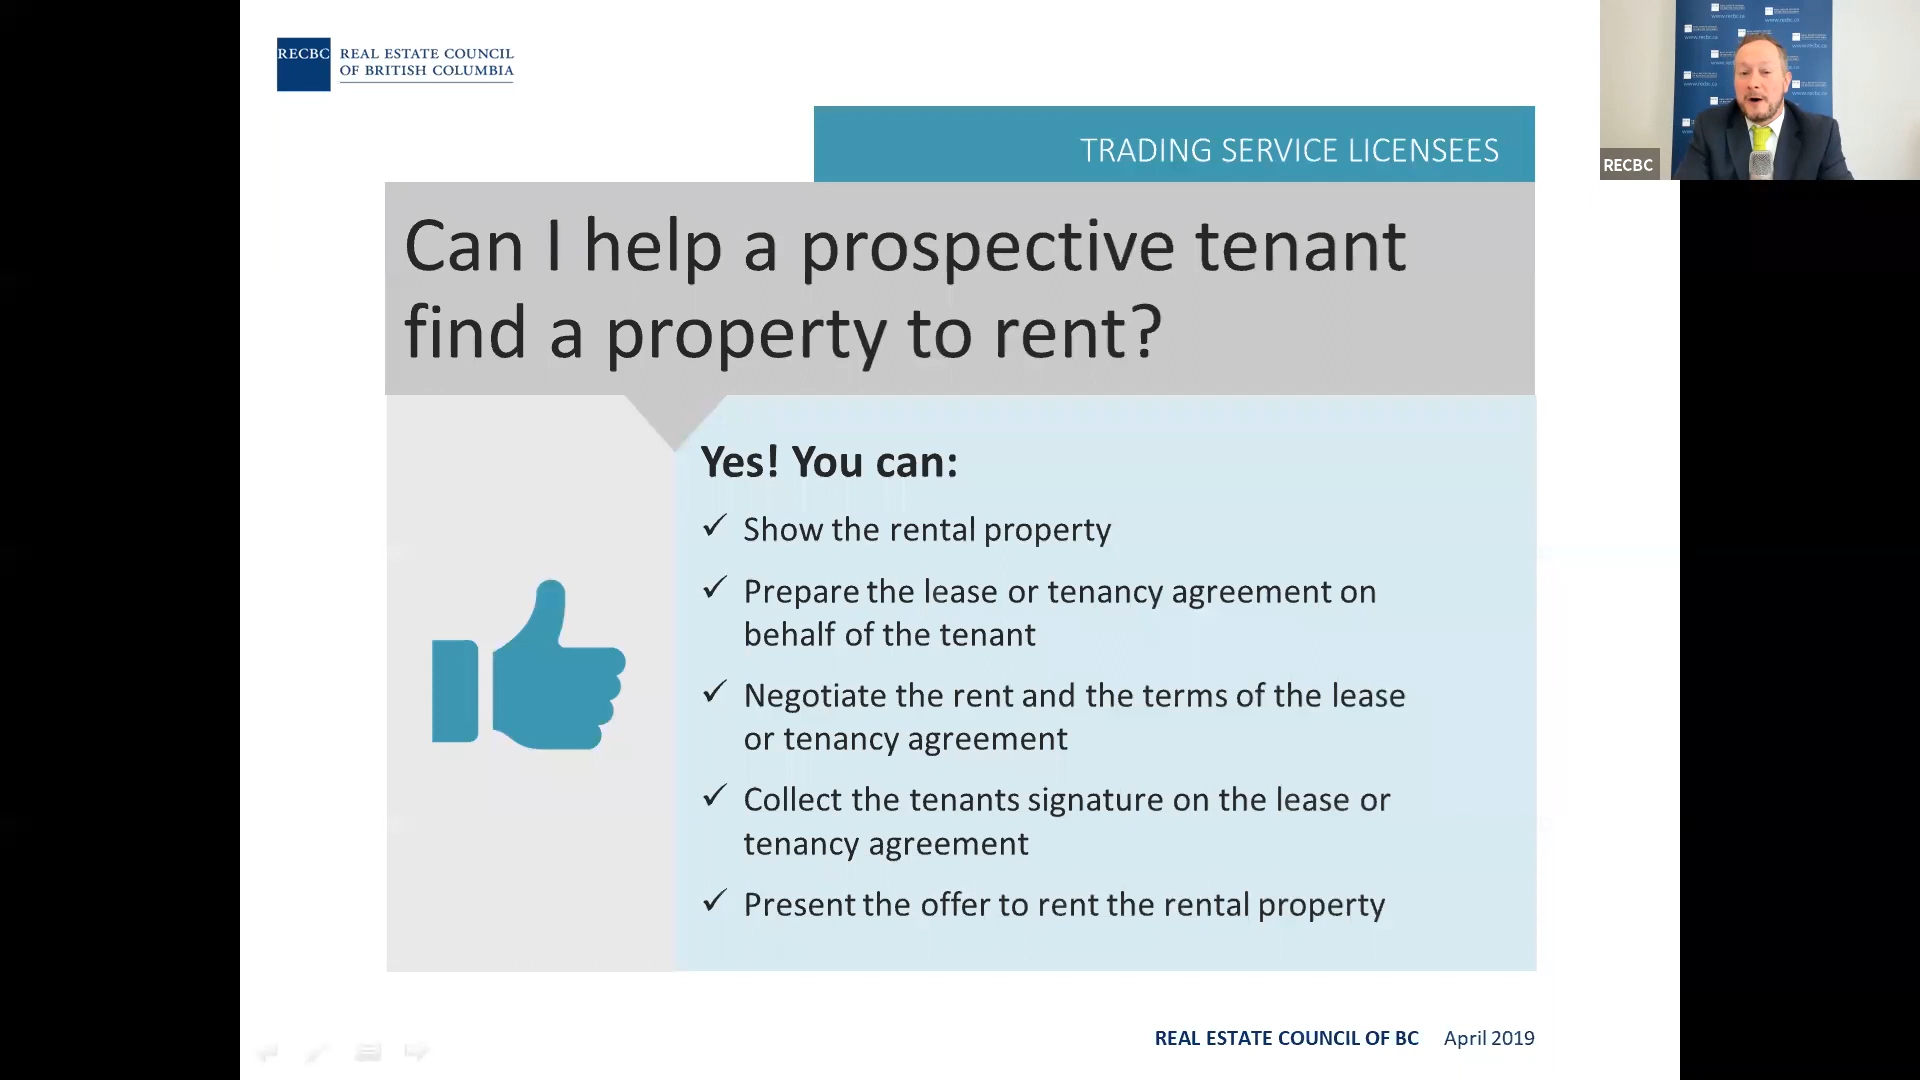 RECBC
REAL ESTATE COUNCIL
OF BRITISH COLUMBIA
TRADING SERVICE LICENSEES
Can I help a prospective tenant
find a property to rent?
Yes! You can:
✓ Show the rental property
✓ Prepare the lease or tenancy agreement on
behalf of the tenant
✓ Negotiate the rent and the terms of the lease
or tenancy agreement
✓ Collect the tenants signature on the lease or
tenancy agreement
✓ Present the offer to rent the rental property
REAL ESTATE COUNCIL OF BC April 2019
RECBC
www.recbc.ca